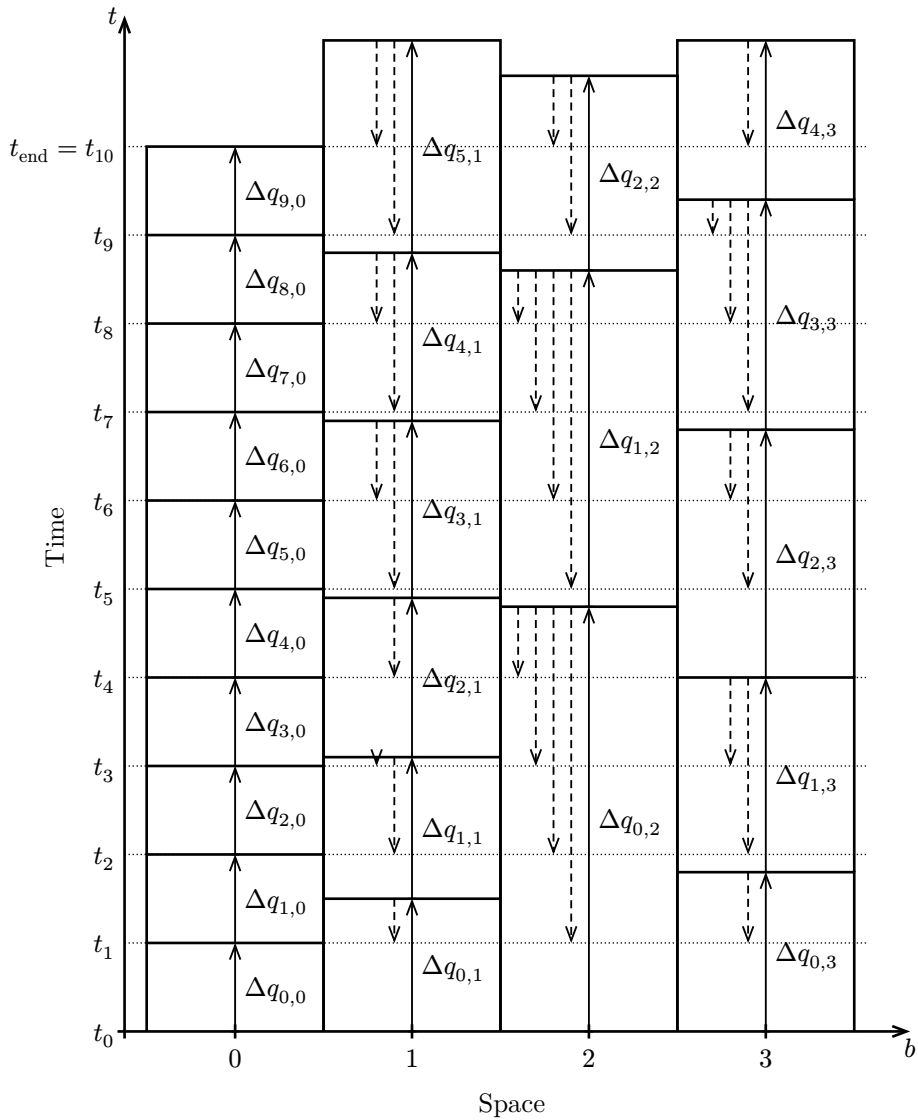 t
t_end = t_10
t_9
t_8
t_7
t_6
t_5
t_4
t_3
t_2
t_1
t_0
Time
Δq_{9,0}
Δq_{8,0}
Δq_{7,0}
Δq_{6,0}
Δq_{5,0}
Δq_{4,0}
Δq_{3,0}
Δq_{2,0}
Δq_{1,0}
Δq_{0,0}
Δq_{5,1}
Δq_{4,1}
Δq_{3,1}
Δq_{2,1}
Δq_{1,1}
Δq_{0,1}
Δq_{2,2}
Δq_{1,2}
Δq_{0,2}
Δq_{4,3}
Δq_{3,3}
Δq_{2,3}
Δq_{1,3}
Δq_{0,3}
0 1 2 3 b
Space